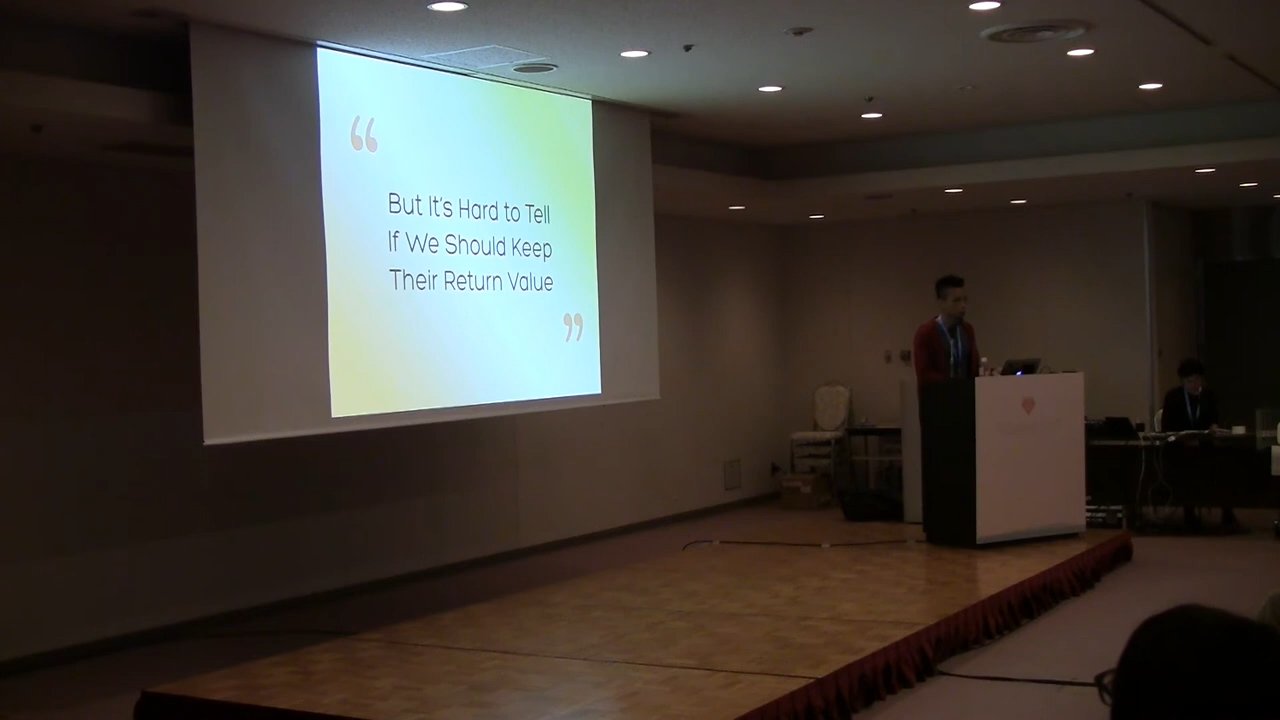 “
But It's Hard to Tell
If We Should Keep
Their Return Value
”